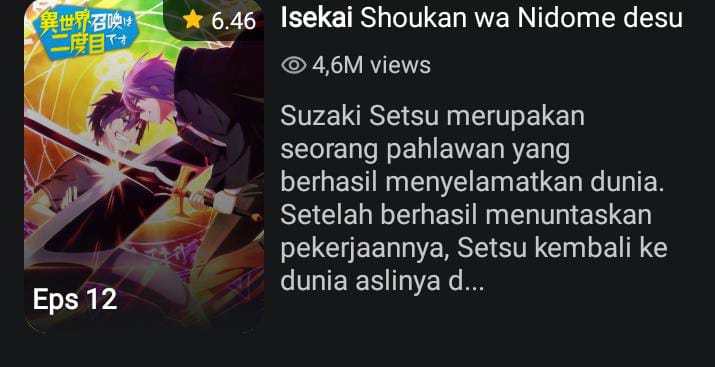 異世界召喚は
二度目です
6.46
Isekai Shoukan wa Nidome desu
4,6M views
Suzaki Setsu merupakan
seorang pahlawan yang
berhasil menyelamatkan dunia.
Setelah berhasil menuntaskan
pekerjaannya, Setsu kembali ke
dunia aslinya d...
Eps 12